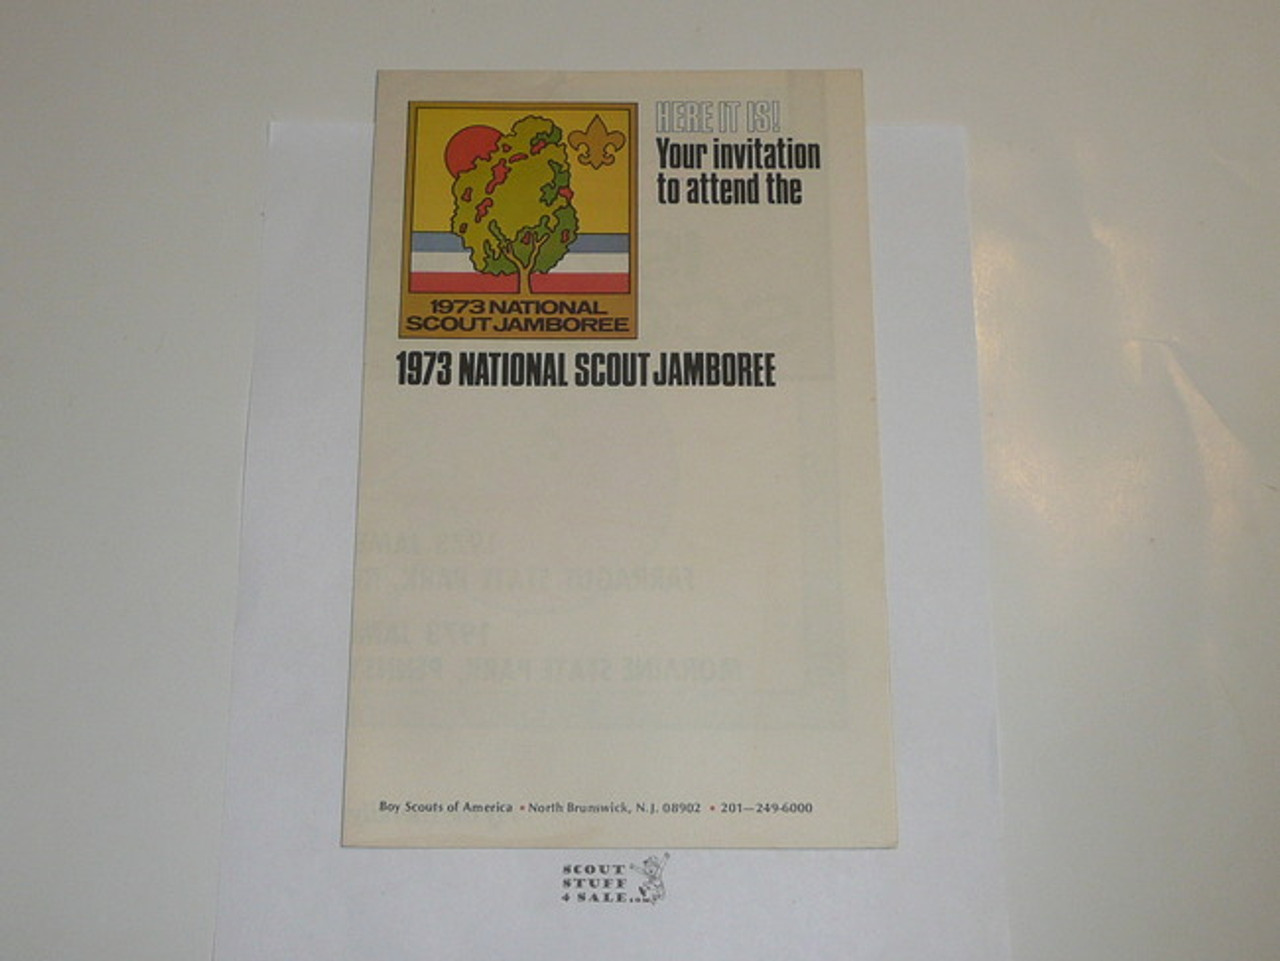 HERE IT IS!
Your invitation
to attend the
1973 NATIONAL
SCOUT JAMBOREE
1973 NATIONAL SCOUT JAMBOREE
Boy Scouts of America • North Brunswick, N.J. 08902 • 201—249-6000
SCOUT
STUFF
4 SALE.com